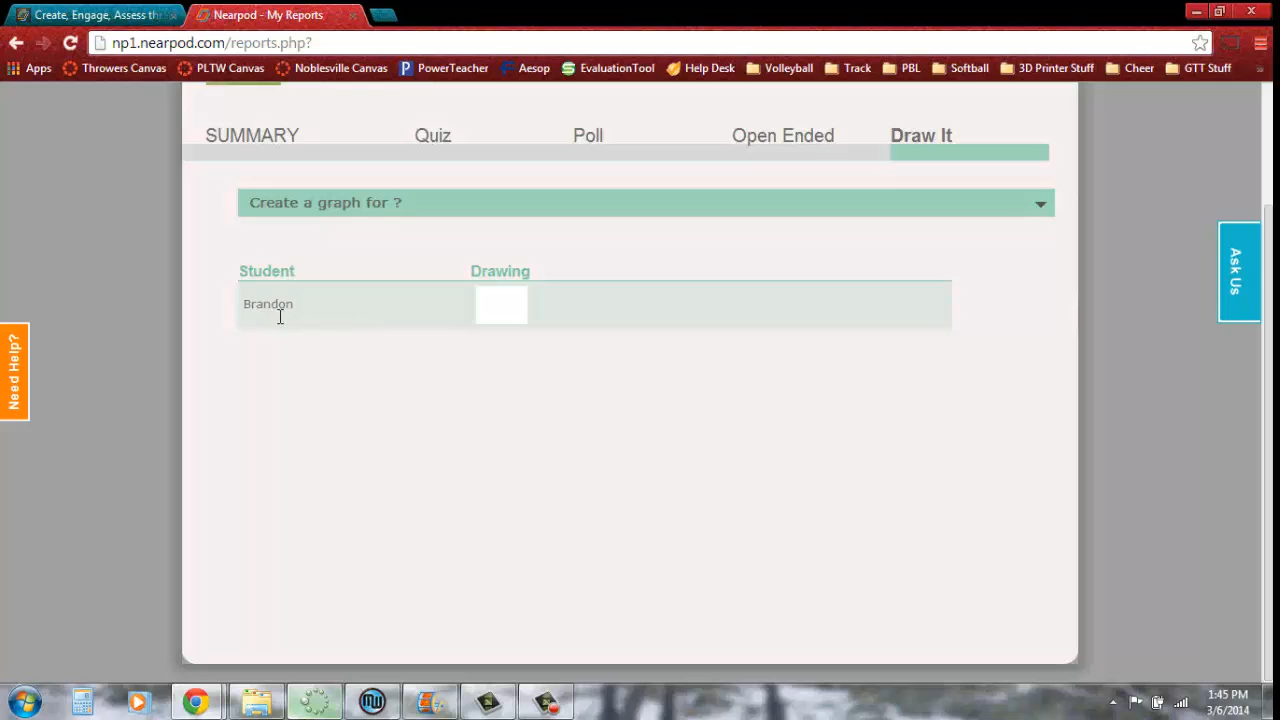 Create, Engage, Assess thr
Nearpod - My Reports
np1.nearpod.com/reports.php?
Apps Throwers Canvas PLTW Canvas Noblesville Canvas PowerTeacher Aesop EvaluationTool Help Desk Volleyball Track PBL Softball 3D Printer Stuff Cheer GTT Stuff »
SUMMARY Quiz Poll Open Ended Draw It
Create a graph for ?
Student Drawing
Brandon
Ask Us
Need Help?
1:45 PM
3/6/2014